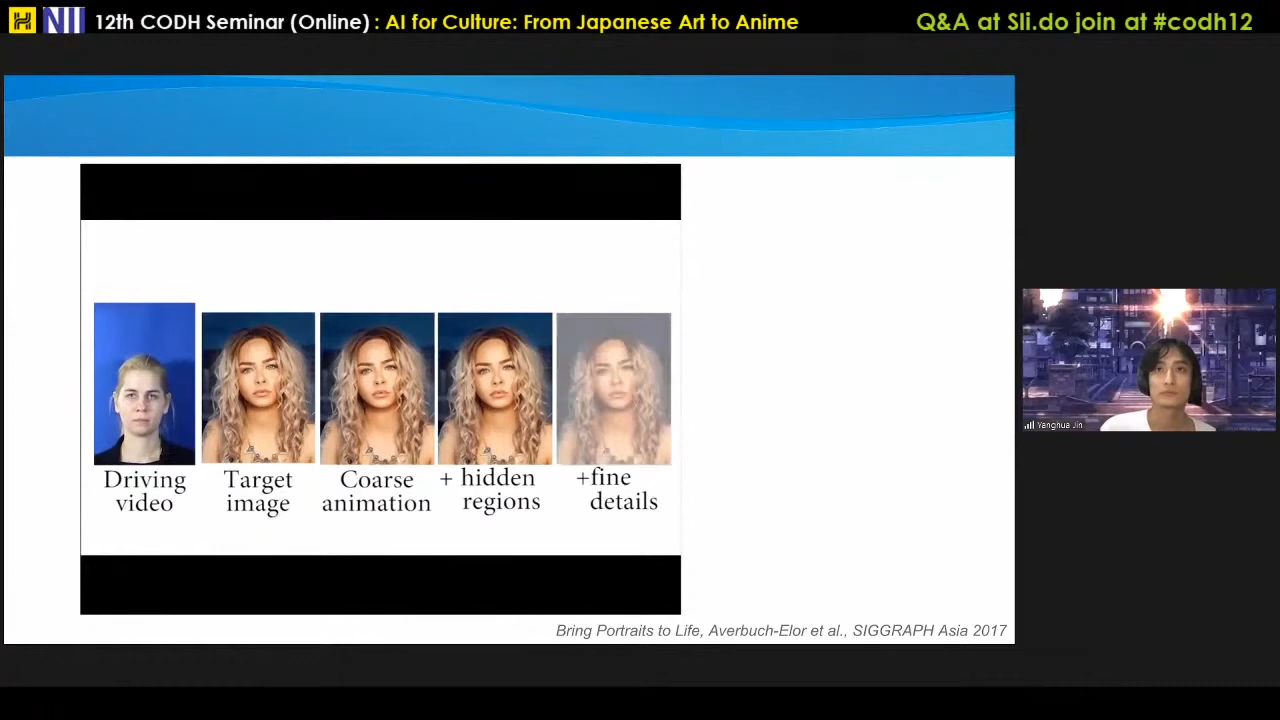 NII 12th CODH Seminar (Online) : AI for Culture: From Japanese Art to Anime
Q&A at Sli.do join at #codh12
Driving video
Target image
Coarse animation
+ hidden regions
+fine details
Bring Portraits to Life, Averbuch-Elor et al., SIGGRAPH Asia 2017
Yanghua Jin